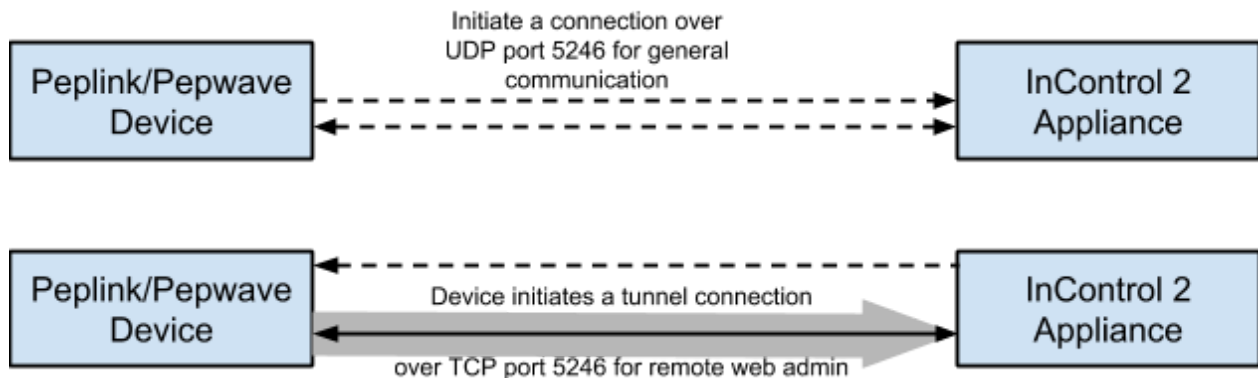 Initiate a connection over
UDP port 5246 for general
communication
Peplink/Pepwave
Device
InControl 2
Appliance
Peplink/Pepwave
Device
Device initiates a tunnel connection
over TCP port 5246 for remote web admin
InControl 2
Appliance